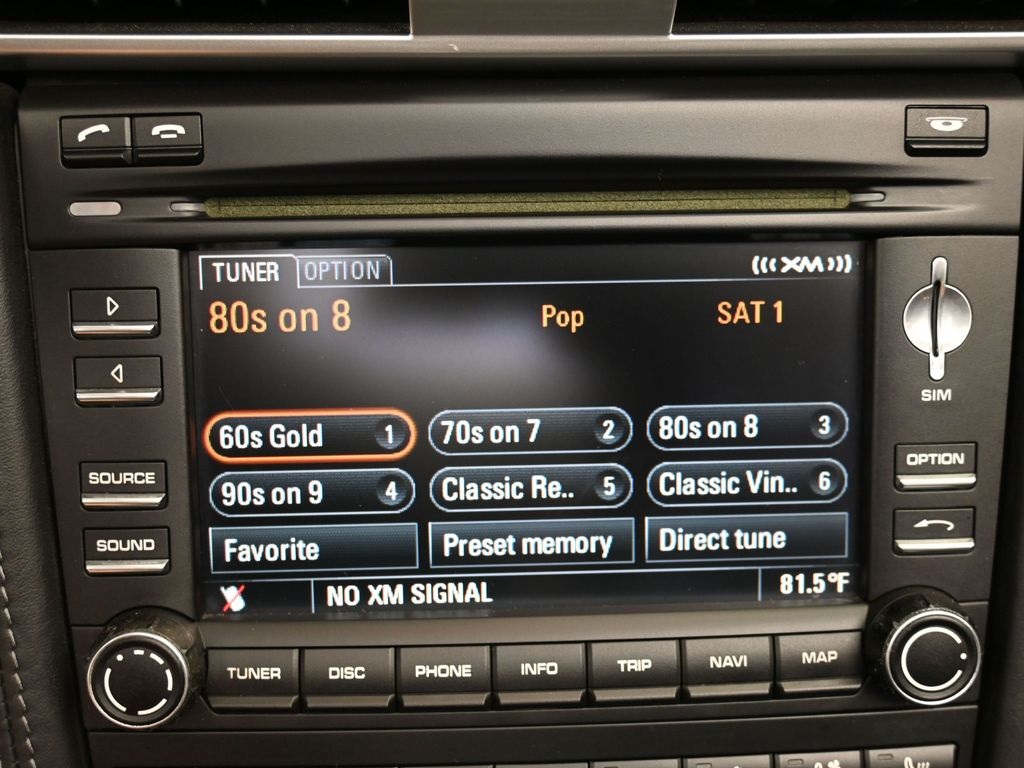 TUNER OPTION (((XM)))
80s on 8 Pop SAT 1
60s Gold 1 70s on 7 2 80s on 8 3
SIM
90s on 9 4 Classic Re.. 5 Classic Vin.. 6
SOURCE
OPTION
Favorite Preset memory Direct tune
SOUND
NO XM SIGNAL 81.5°F
TUNER DISC PHONE INFO TRIP NAVI MAP